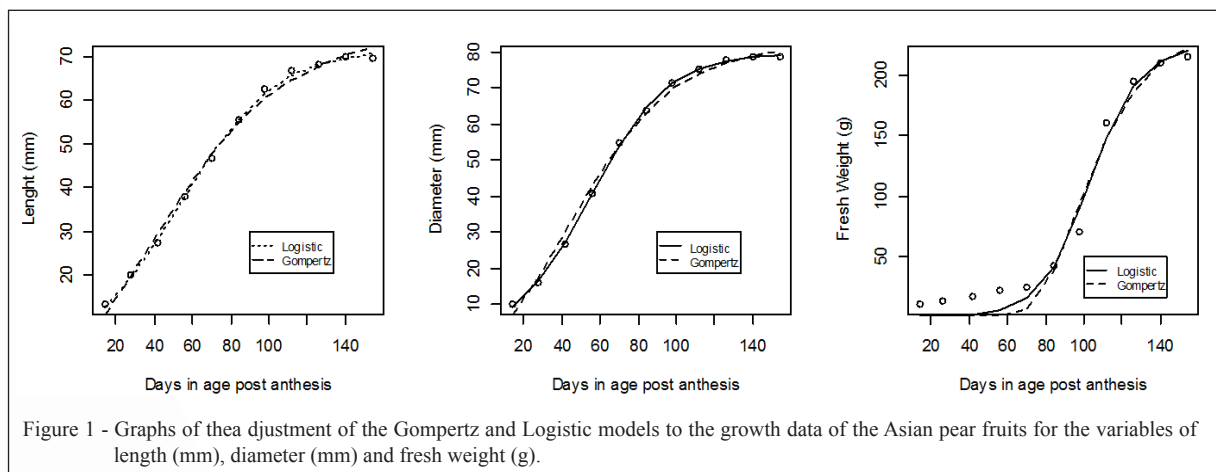 70
60
50
40
30
20
Lenght (mm)
Logistic
Gompertz
20 40 60 80 100 140
Days in age post anthesis
80
70
60
50
40
30
20
10
Diameter (mm)
Logistic
Gompertz
20 40 60 80 100 140
Days in age post anthesis
200
150
100
50
Fresh Weight (g)
Logistic
Gompertz
20 40 60 80 100 140
Days in age post anthesis
Figure 1 - Graphs of thea djustment of the Gompertz and Logistic models to the growth data of the Asian pear fruits for the variables of
length (mm), diameter (mm) and fresh weight (g).